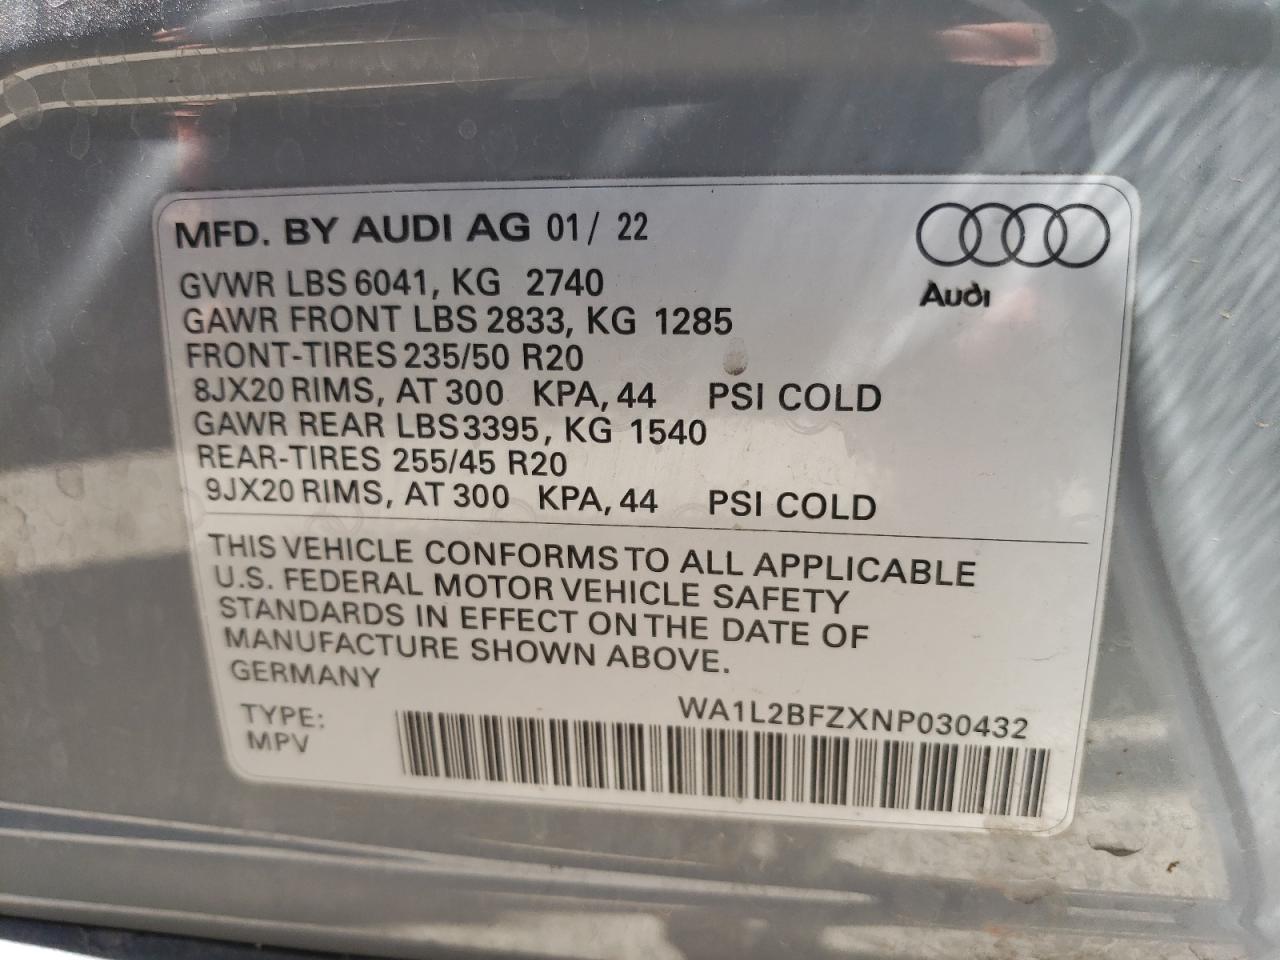 MFD. BY AUDI AG 01/ 22
Audi
GVWR LBS 6041, KG 2740
GAWR FRONT LBS 2833, KG 1285
FRONT-TIRES 235/50 R20
8JX20 RIMS, AT 300 KPA, 44 PSI COLD
GAWR REAR LBS 3395, KG 1540
REAR-TIRES 255/45 R20
9JX20 RIMS, AT 300 KPA, 44 PSI COLD
THIS VEHICLE CONFORMS TO ALL APPLICABLE
U.S. FEDERAL MOTOR VEHICLE SAFETY
STANDARDS IN EFFECT ON THE DATE OF
MANUFACTURE SHOWN ABOVE.
GERMANY
WA1L2BFZXNP030432
TYPE:
MPV